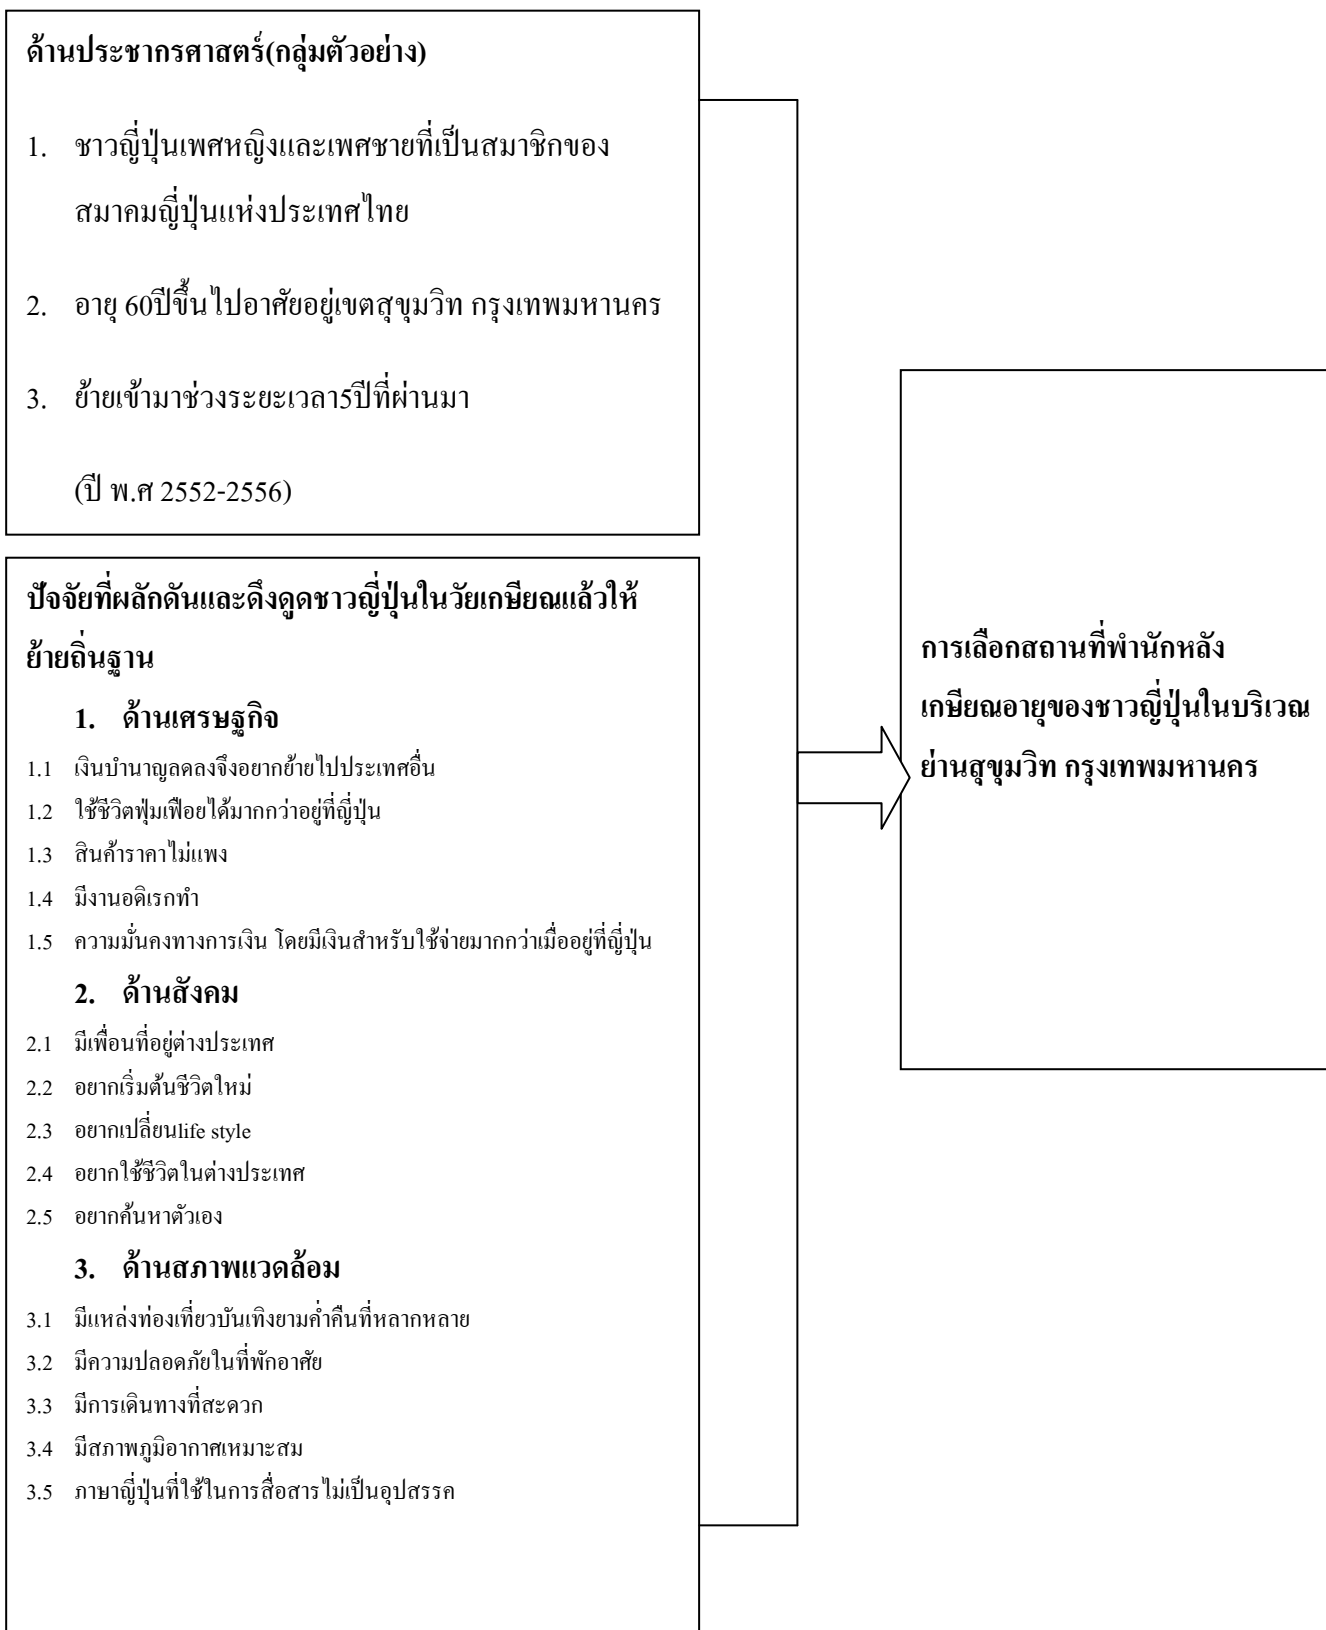 ด้านประชากรศาสตร์(กลุ่มตัวอย่าง)
1. ชาวญี่ปุ่นเพศหญิงและเพศชายที่เป็นสมาชิกของ
สมาคมญี่ปุ่นแห่งประเทศไทย
2. อายุ 60ปีขึ้นไปอาศัยอยู่เขตสุขุมวิท กรุงเทพมหานคร
3. ย้ายเข้ามาช่วงระยะเวลา5ปีที่ผ่านมา
(ปี พ.ศ 2552-2556)
ปัจจัยที่ผลักดันและดึงดูดชาวญี่ปุ่นในวัยเกษียณแล้วให้
ย้ายถิ่นฐาน
1. ด้านเศรษฐกิจ
1.1 เงินบำนาญลดลงจึงอยากย้ายไปประเทศอื่น
1.2 ใช้ชีวิตฟุ่มเฟือยได้มากกว่าอยู่ที่ญี่ปุ่น
1.3 สินค้าราคาไม่แพง
1.4 มีงานอดิเรกทำ
1.5 ความมั่นคงทางการเงิน โดยมีเงินสำหรับใช้จ่ายมากกว่าเมื่ออยู่ที่ญี่ปุ่น
2. ด้านสังคม
2.1 มีเพื่อนที่อยู่ต่างประเทศ
2.2 อยากเริ่มต้นชีวิตใหม่
2.3 อยากเปลี่ยนlife style
2.4 อยากใช้ชีวิตในต่างประเทศ
2.5 อยากค้นหาตัวเอง
3. ด้านสภาพแวดล้อม
3.1 มีแหล่งท่องเที่ยวบันเทิงยามค่ำคืนที่หลากหลาย
3.2 มีความปลอดภัยในที่พักอาศัย
3.3 มีการเดินทางที่สะดวก
3.4 มีสภาพภูมิอากาศเหมาะสม
3.5 ภาษาญี่ปุ่นที่ใช้ในการสื่อสารไม่เป็นอุปสรรค
การเลือกสถานที่พำนักหลัง
เกษียณอายุของชาวญี่ปุ่นในบริเวณ
ย่านสุขุมวิท กรุงเทพมหานคร